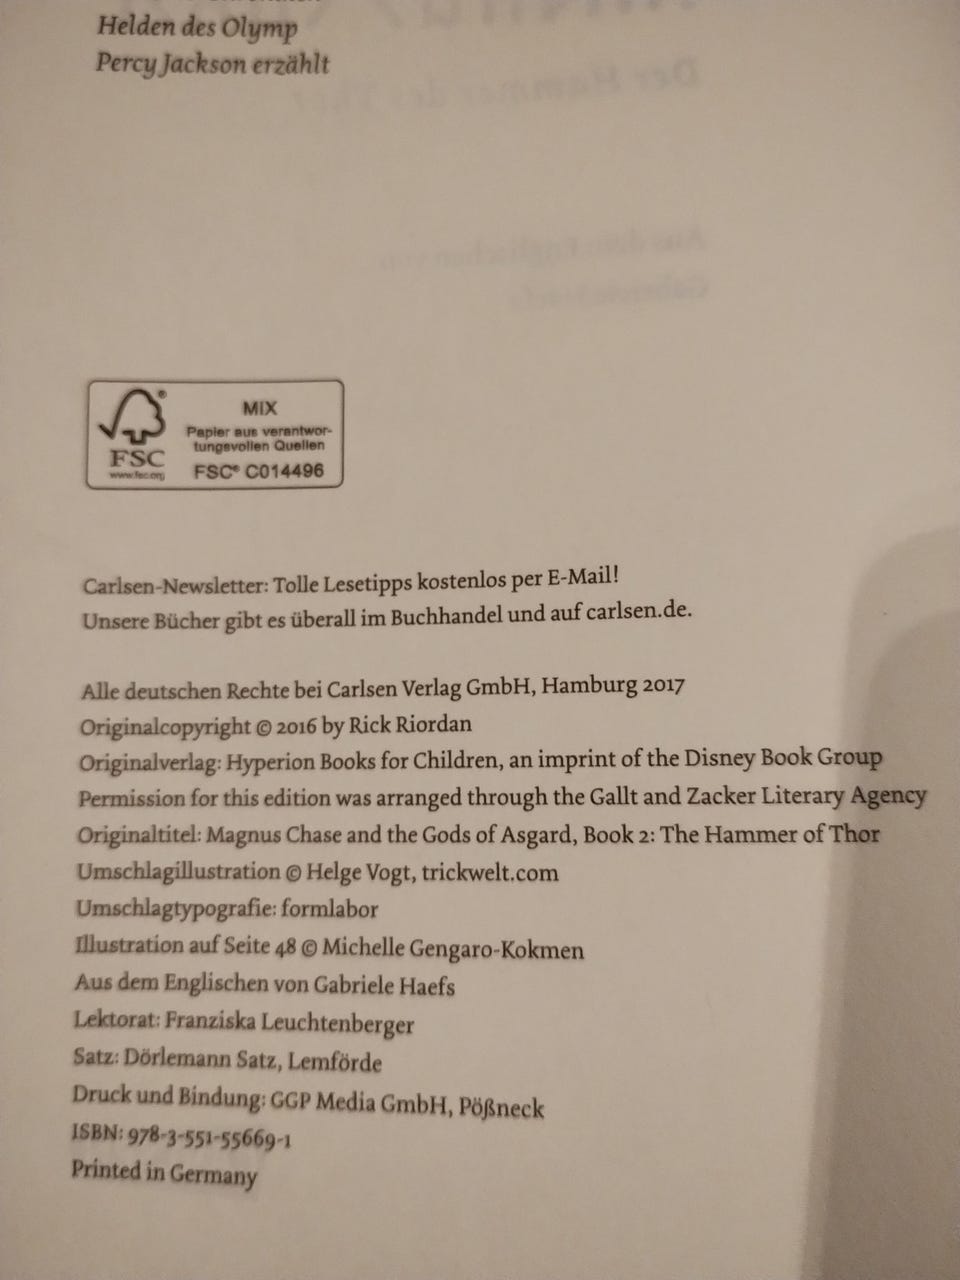 Helden des Olymp
Percy Jackson erzählt
MIX
Papier aus verantwor-
tungsvollen Quellen
FSC® C014496
FSC
www.fsc.org
Carlsen-Newsletter: Tolle Lesetipps kostenlos per E-Mail!
Unsere Bücher gibt es überall im Buchhandel und auf carlsen.de.
Alle deutschen Rechte bei Carlsen Verlag GmbH, Hamburg 2017
Originalcopyright © 2016 by Rick Riordan
Originalverlag: Hyperion Books for Children, an imprint of the Disney Book Group
Permission for this edition was arranged through the Gallt and Zacker Literary Agency
Originaltitel: Magnus Chase and the Gods of Asgard, Book 2: The Hammer of Thor
Umschlagillustration © Helge Vogt, trickwelt.com
Umschlagtypografie: formlabor
Illustration auf Seite 48 © Michelle Gengaro-Kokmen
Aus dem Englischen von Gabriele Haefs
Lektorat: Franziska Leuchtenberger
Satz: Dörlemann Satz, Lemförde
Druck und Bindung: GGP Media GmbH, Pößneck
ISBN: 978-3-551-55669-1
Printed in Germany